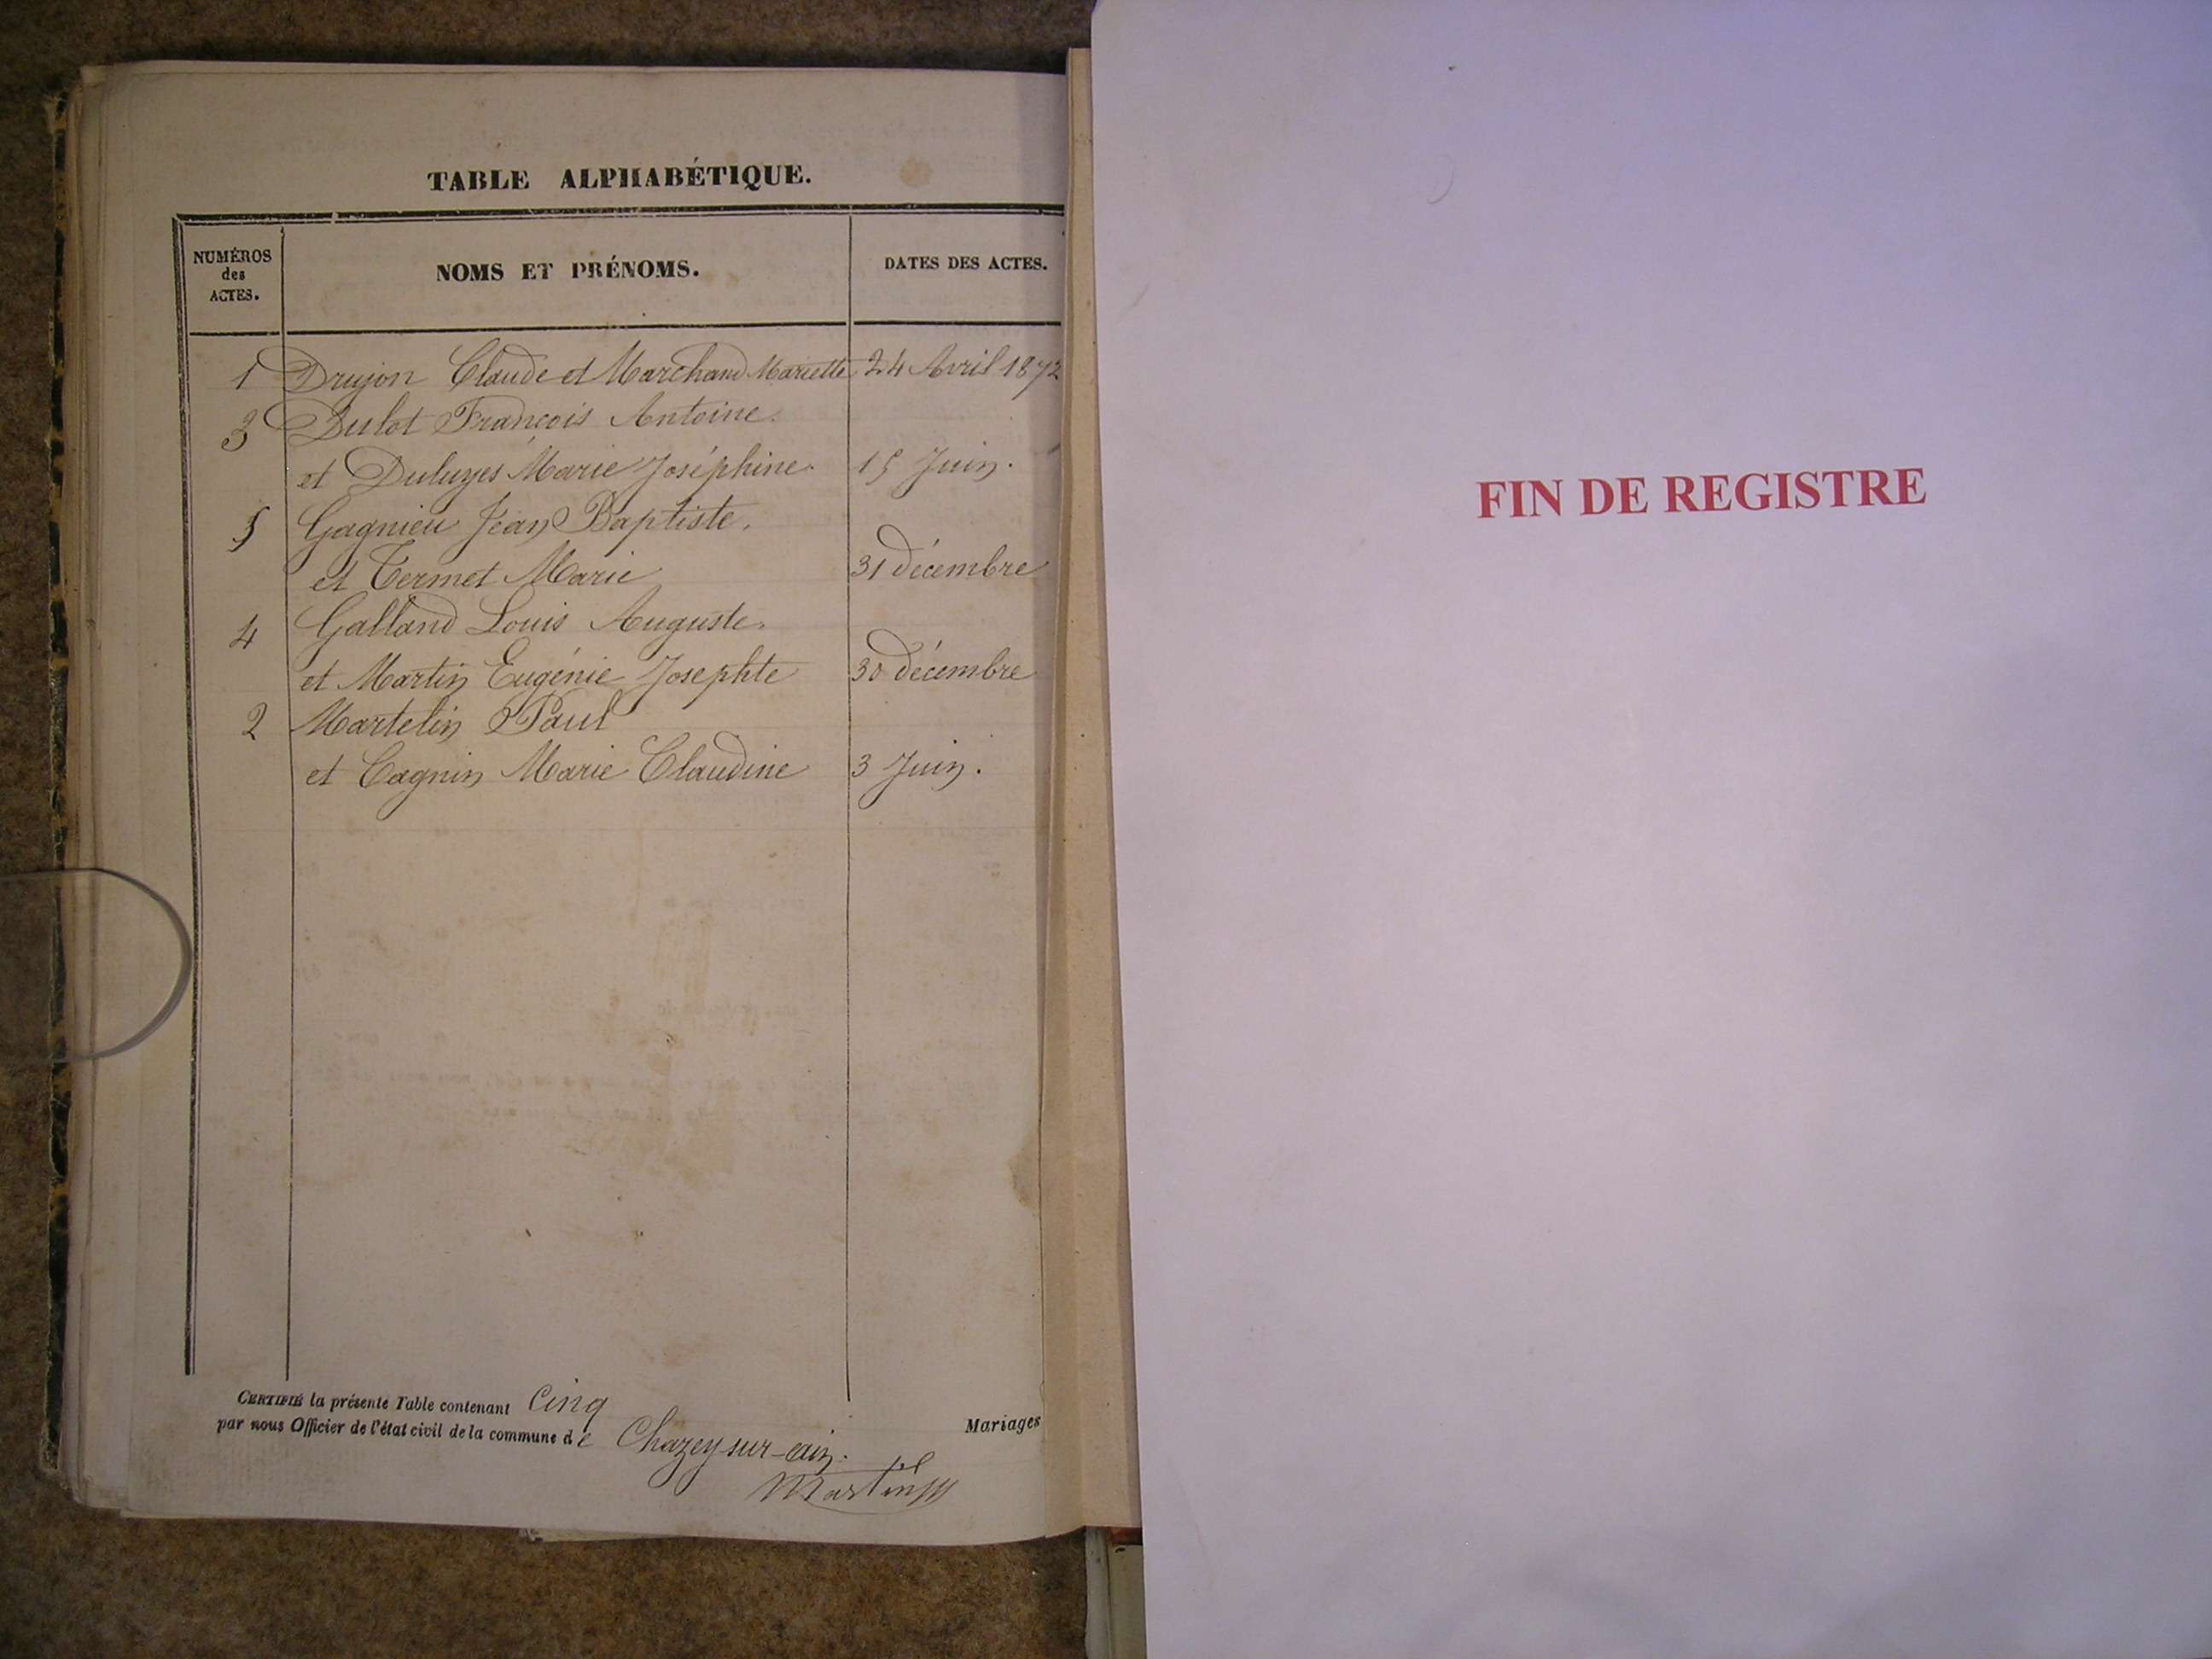 TABLE ALPHABÉTIQUE.
NUMÉROS des ACTES.
NOMS ET PRÉNOMS.
DATES DES ACTES.
1 Drujon Claude et Marchand Mariette 24 Avril 1872
3 Dulot François Antoine.
et Duluyes Marie Joséphine. 15 Juin.
5 Gagnieu Jean Baptiste.
et Termet Marie 31 décembre
4 Galland Louis Auguste.
et Martin Eugénie Josephte 30 décembre
2 Martelin Paul
et Cagnin Marie Claudine 3 Juin.
CERTIFIÉ la présente Table contenant Cinq Mariages
par nous Officier de l'état civil de la commune de Chazey-sur-ain.
Martin
FIN DE REGISTRE